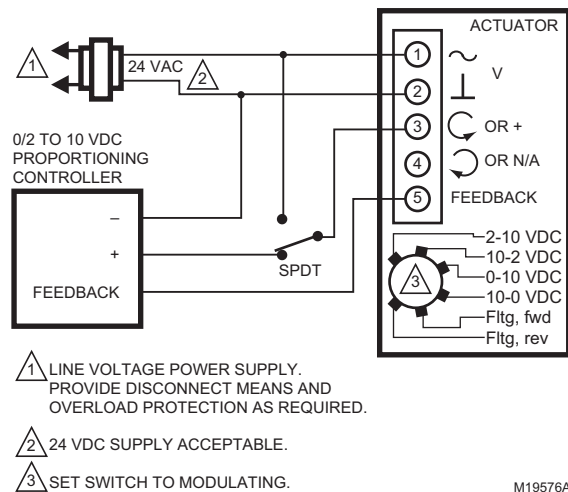 ACTUATOR
1
24 VAC
2
1
V
2
0/2 TO 10 VDC
PROPORTIONING
CONTROLLER
3
OR +
4
OR N/A
5
FEEDBACK
–
+
FEEDBACK
SPDT
3
2-10 VDC
10-2 VDC
0-10 VDC
10-0 VDC
Fltg, fwd
Fltg, rev
1 LINE VOLTAGE POWER SUPPLY.
PROVIDE DISCONNECT MEANS AND
OVERLOAD PROTECTION AS REQUIRED.
2 24 VDC SUPPLY ACCEPTABLE.
3 SET SWITCH TO MODULATING.
M19576A